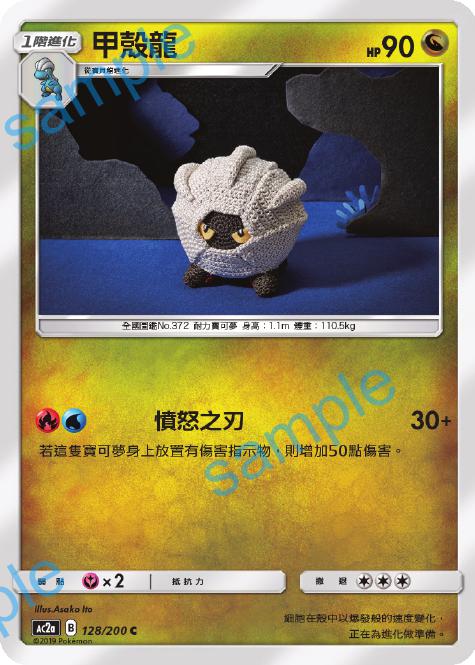 1階進化 甲殼龍 HP 90
從寶貝龍進化
全國圖鑑No.372 耐力寶可夢 身高：1.1m 體重：110.5kg
憤怒之刃 30+
若這隻寶可夢身上放置有傷害指示物，則增加50點傷害。
弱點 ×2 抵抗力 撤退
Illus.Asako Ito
AC2a B 128/200 C
©2019 Pokémon
細胞在殼中以爆發般的速度變化，
正在為進化做準備。
sample
sample
sample